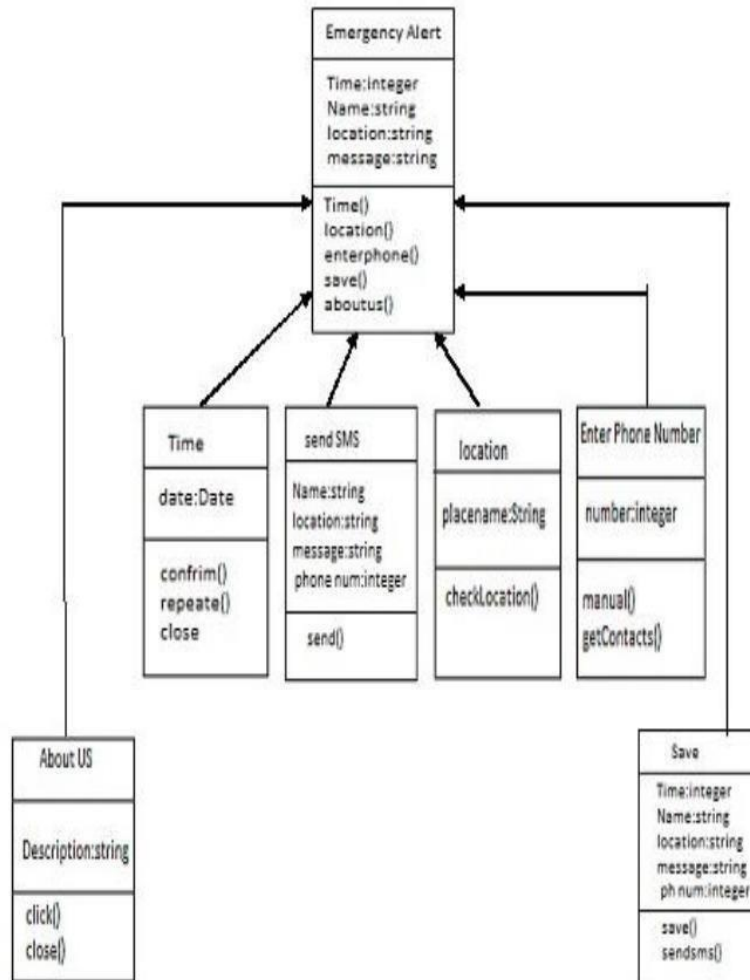 Emergency Alert
Time:integer
Name:string
location:string
message:string
Time()
location()
enterphone()
save()
aboutus()
Time
date:Date
confrim()
repeate()
close
send SMS
Name:string
location:string
message:string
phone num:integer
send()
location
placename:String
checkLocation()
Enter Phone Number
number:integer
manual()
getContacts()
About US
Description:string
click()
close()
Save
Time:integer
Name:string
location:string
message:string
ph num:integer
save()
sendsms()